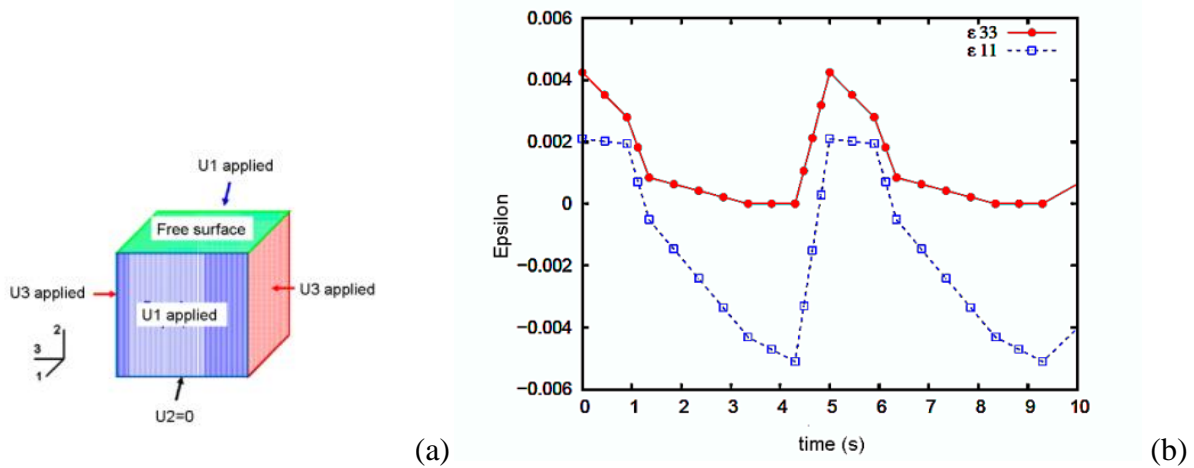 U1 applied
Free surface
U3 applied
U3 applied
U1 applied
2
3
1
U2=0
(a)
0.006
0.004
0.002
0
−0.002
−0.004
−0.006
Epsilon
ε33
ε11
0 1 2 3 4 5 6 7 8 9 10
time (s)
(b)